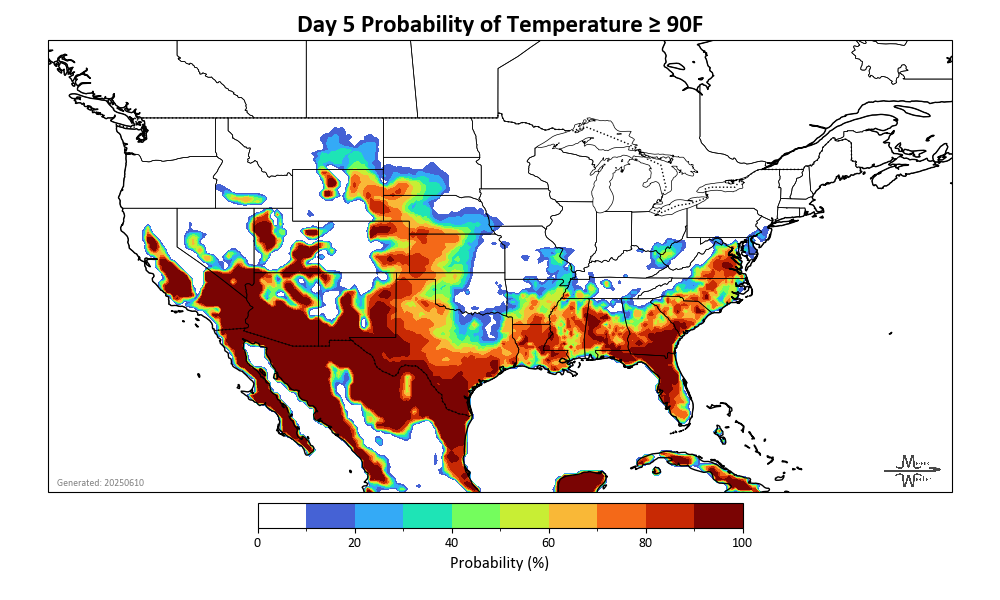 Day 5 Probability of Temperature ≥ 90F
Generated: 20250610
0 20 40 60 80 100
Probability (%)